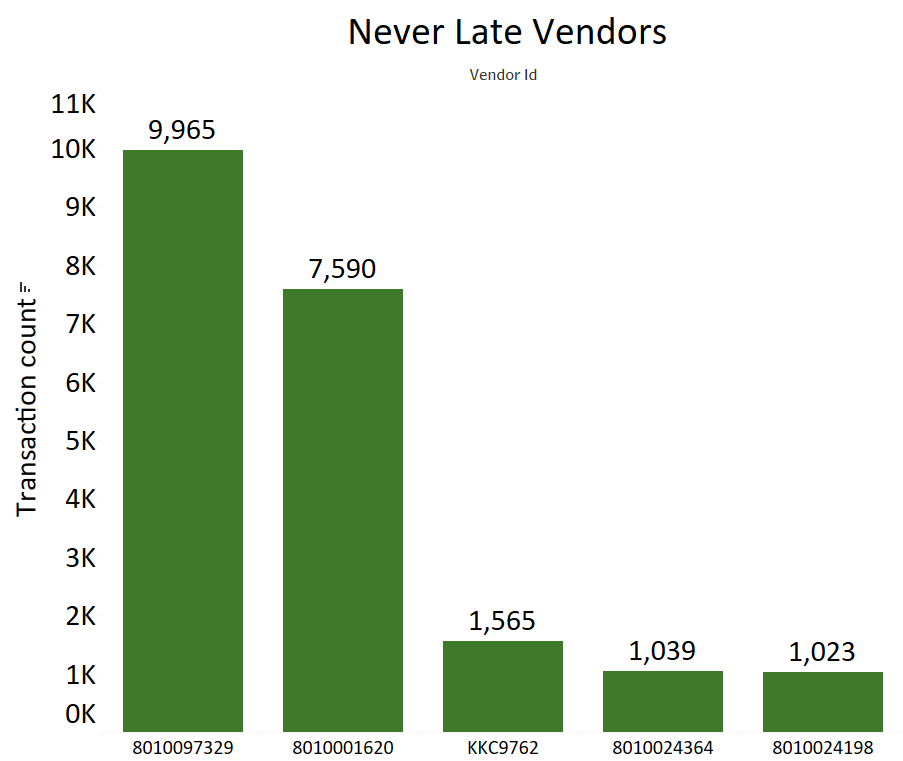 Never Late Vendors
Vendor Id
Transaction count
11K
10K
9K
8K
7K
6K
5K
4K
3K
2K
1K
0K
9,965
7,590
1,565
1,039
1,023
8010097329 8010001620 KKC9762 8010024364 8010024198